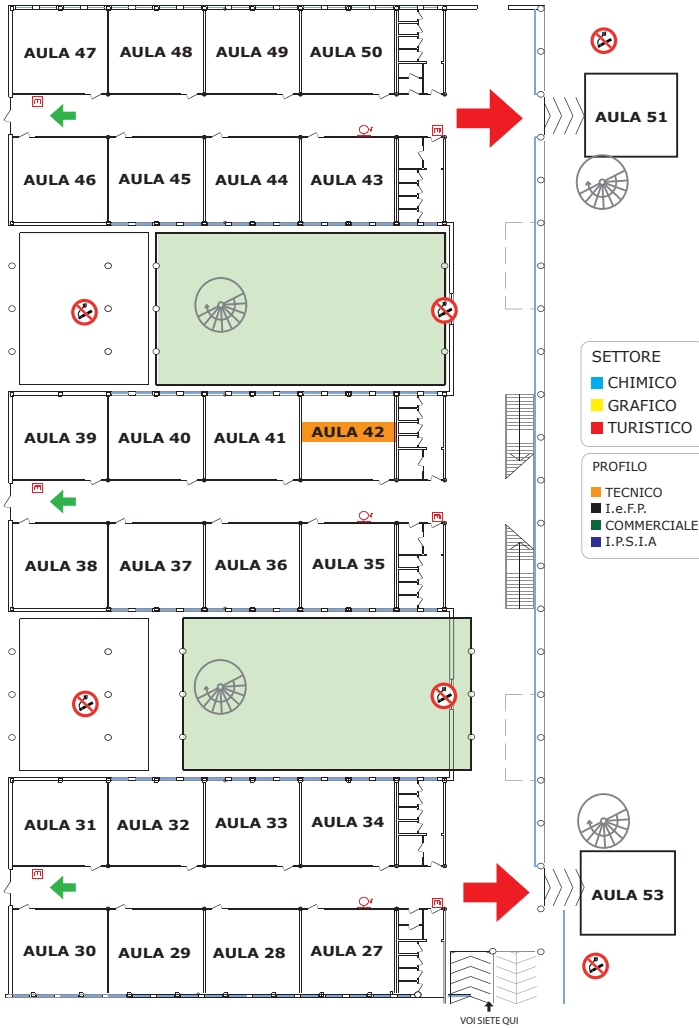 AULA 47
AULA 48
AULA 49
AULA 50
E
AULA 51
AULA 46
AULA 45
AULA 44
AULA 43
E
SETTORE
CHIMICO
GRAFICO
TURISTICO
AULA 39
AULA 40
AULA 41
AULA 42
PROFILO
TECNICO
I.e.F.P.
COMMERCIALE
I.P.S.I.A
E
E
AULA 38
AULA 37
AULA 36
AULA 35
AULA 31
AULA 32
AULA 33
AULA 34
E
E
AULA 53
AULA 30
AULA 29
AULA 28
AULA 27
VOI SIETE QUI